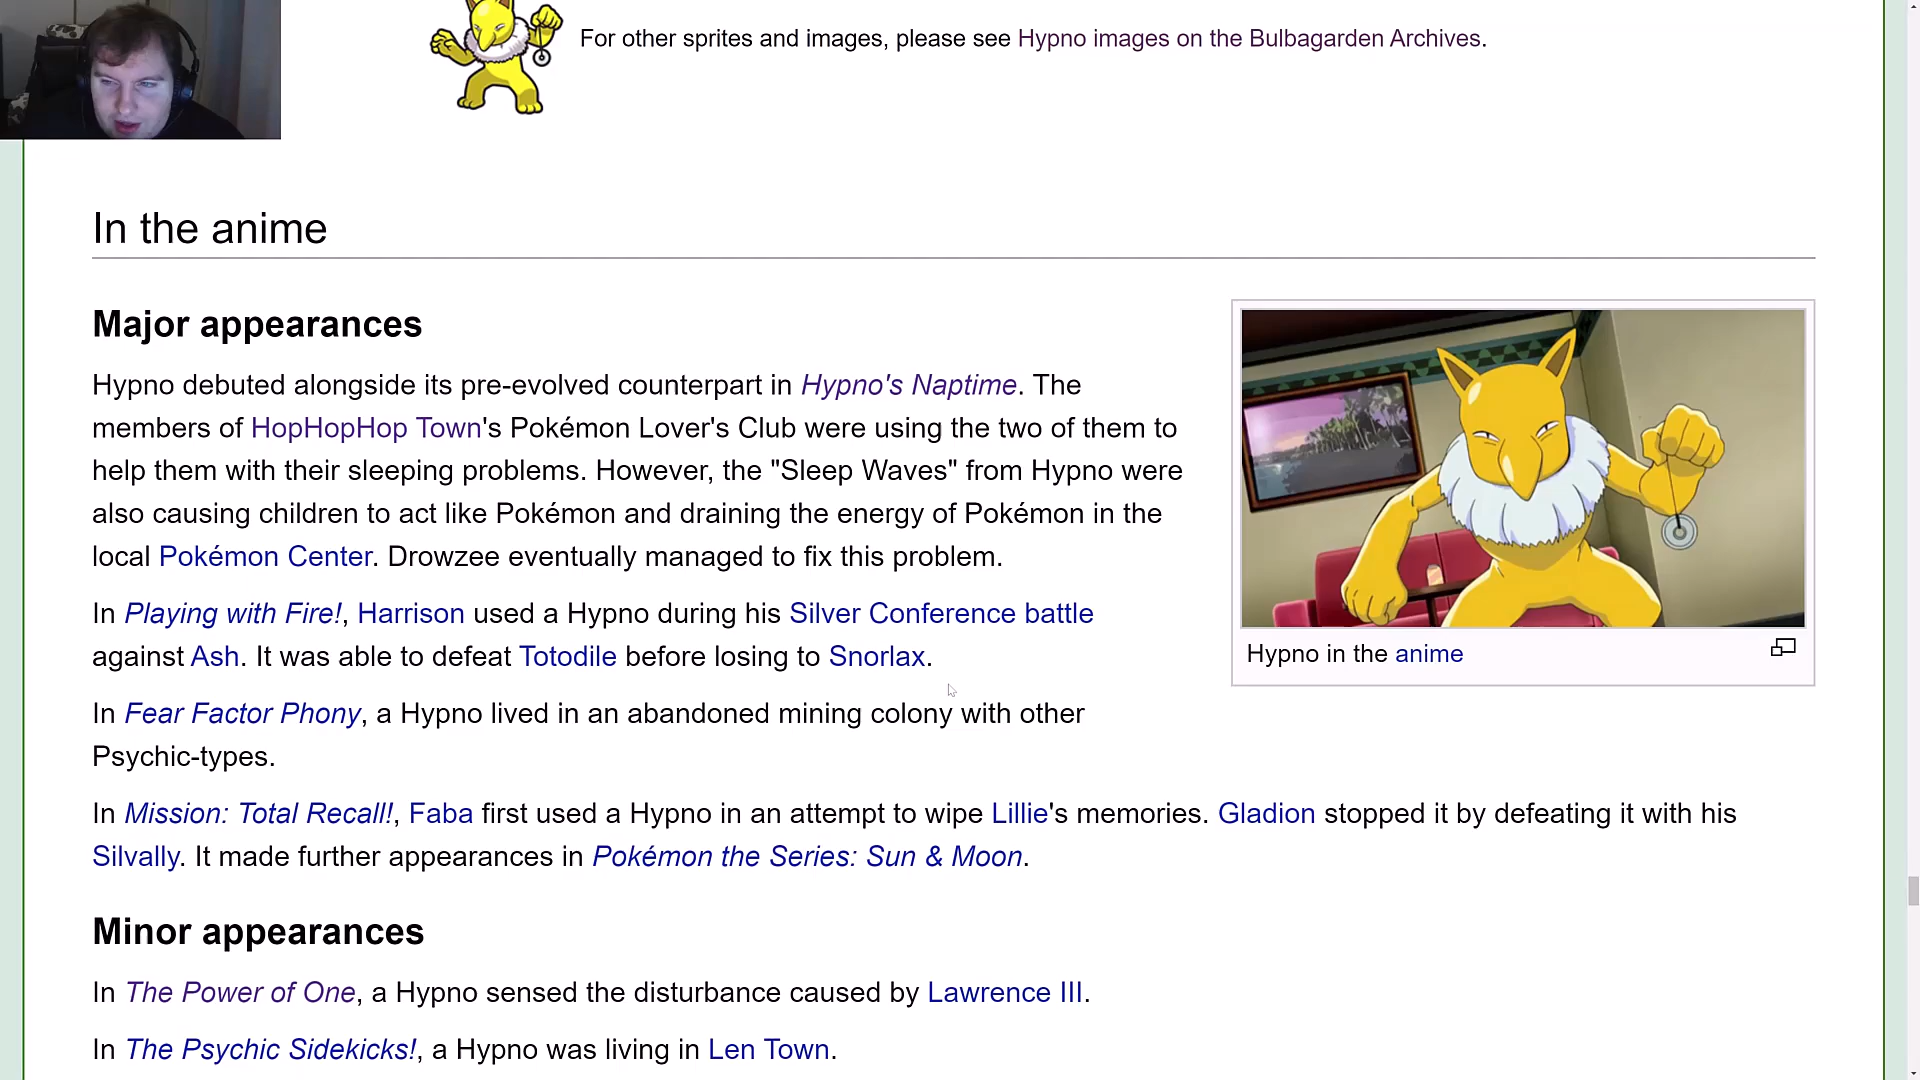 For other sprites and images, please see Hypno images on the Bulbagarden Archives.
In the anime
Major appearances
Hypno debuted alongside its pre-evolved counterpart in Hypno's Naptime. The
members of HopHopHop Town's Pokémon Lover's Club were using the two of them to
help them with their sleeping problems. However, the "Sleep Waves" from Hypno were
also causing children to act like Pokémon and draining the energy of Pokémon in the
local Pokémon Center. Drowzee eventually managed to fix this problem.
In Playing with Fire!, Harrison used a Hypno during his Silver Conference battle
against Ash. It was able to defeat Totodile before losing to Snorlax.
Hypno in the anime
In Fear Factor Phony, a Hypno lived in an abandoned mining colony with other
Psychic-types.
In Mission: Total Recall!, Faba first used a Hypno in an attempt to wipe Lillie's memories. Gladion stopped it by defeating it with his
Silvally. It made further appearances in Pokémon the Series: Sun & Moon.
Minor appearances
In The Power of One, a Hypno sensed the disturbance caused by Lawrence III.
In The Psychic Sidekicks!, a Hypno was living in Len Town.